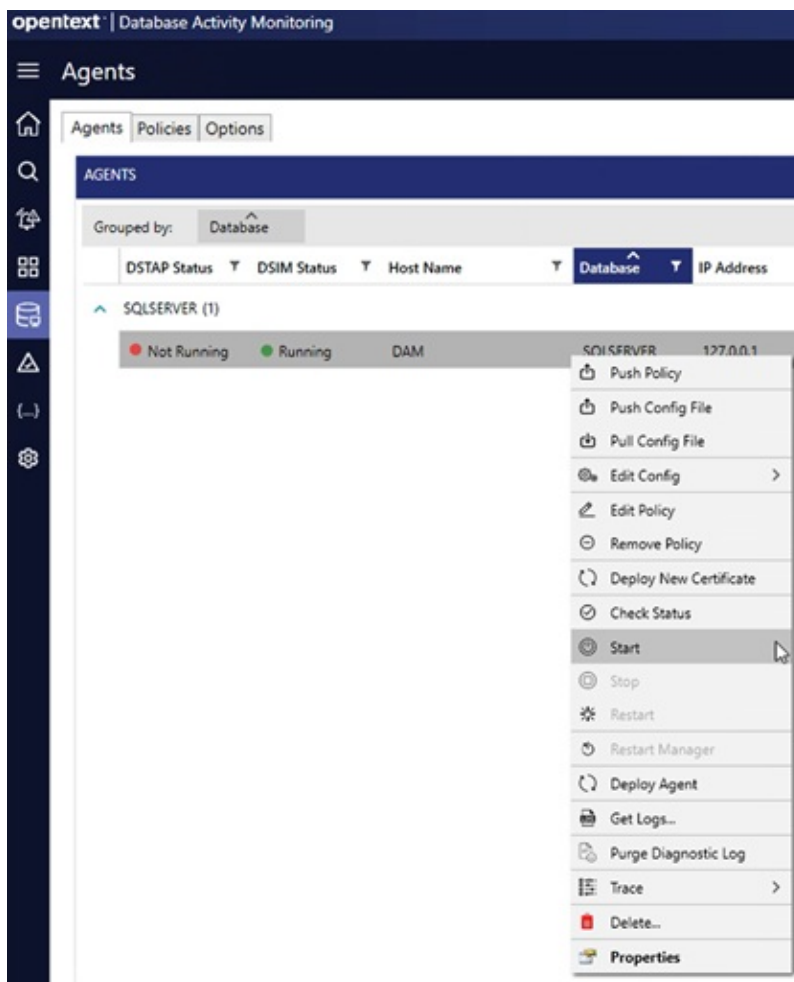 opentext™ | Database Activity Monitoring
Agents
Agents Policies Options
AGENTS
Grouped by: Database
DSTAP Status DSIM Status Host Name Database IP Address
SQLSERVER (1)
Not Running Running DAM SQLSERVER 127.0.0.1
Push Policy
Push Config File
Pull Config File
Edit Config
Edit Policy
Remove Policy
Deploy New Certificate
Check Status
Start
Stop
Restart
Restart Manager
Deploy Agent
Get Logs...
Purge Diagnostic Log
Trace
Delete...
Properties